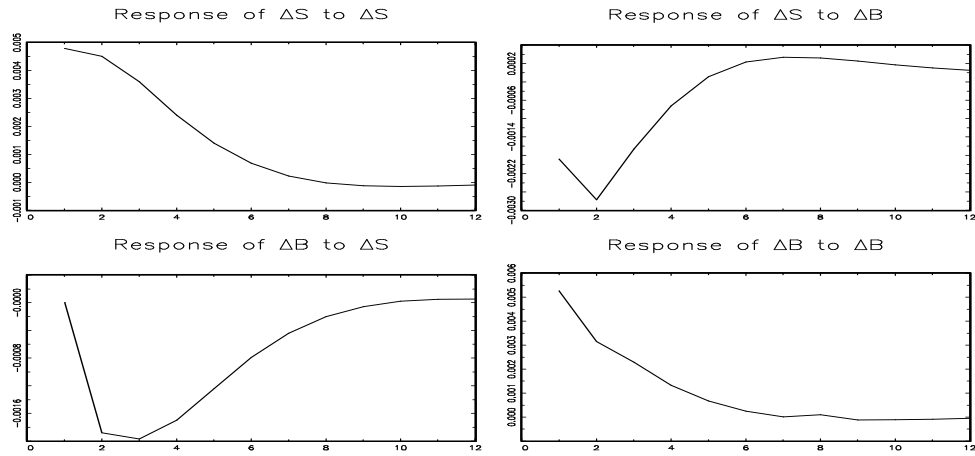 Response of ΔS to ΔS
0.005
0.004
0.003
0.002
0.001
0.000
−0.001
0 2 4 6 8 10 12
Response of ΔS to ΔB
0.0002
−0.0006
−0.0014
−0.0022
−0.0030
0 2 4 6 8 10 12
Response of ΔB to ΔS
−0.0000
−0.0008
−0.0016
0 2 4 6 8 10 12
Response of ΔB to ΔB
0.006
0.005
0.004
0.003
0.002
0.001
0.000
0 2 4 6 8 10 12